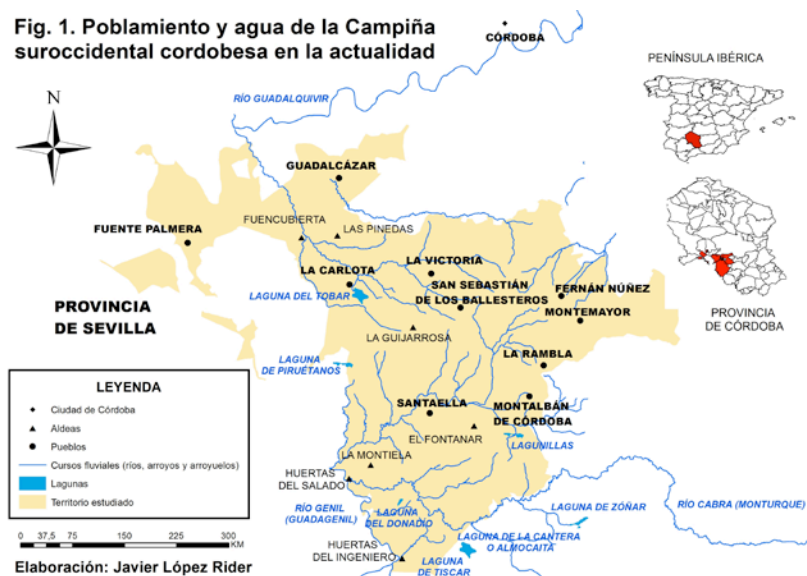 Fig. 1. Poblamiento y agua de la Campiña
suroccidental cordobesa en la actualidad
CÓRDOBA
PENÍNSULA IBÉRICA
N
RÍO GUADALQUIVIR
GUADALCÁZAR
FUENCUBIERTA
LAS PINEDAS
FUENTE PALMERA
LA VICTORIA
LA CARLOTA
SAN SEBASTIÁN
DE LOS BALLESTEROS
FERNÁN NÚÑEZ
LAGUNA DEL TOBAR
PROVINCIA
DE SEVILLA
MONTEMAYOR
PROVINCIA
DE CÓRDOBA
LA GUIJARROSA
LAGUNA
DE PIRUÉTANOS
LA RAMBLA
LEYENDA
Ciudad de Córdoba
Aldeas
Pueblos
Cursos fluviales (ríos, arroyos y arroyuelos)
Lagunas
Territorio estudiado
SANTAELLA
MONTALBÁN
DE CÓRDOBA
EL FONTANAR
LAGUNILLAS
LA MONTIELA
HUERTAS
DEL SALADO
RÍO GENIL
(GUADAGENIL)
LAGUNA
DEL DONADIO
LAGUNA DE ZÓÑAR
RÍO CABRA (MONTURQUE)
LAGUNA DE LA CANTERA
O ALMOCAITA
HUERTAS
DEL INGENIERO
LAGUNA
DE TISCAR
0 37,5 75 150 225 300
KM
Elaboración: Javier López Rider